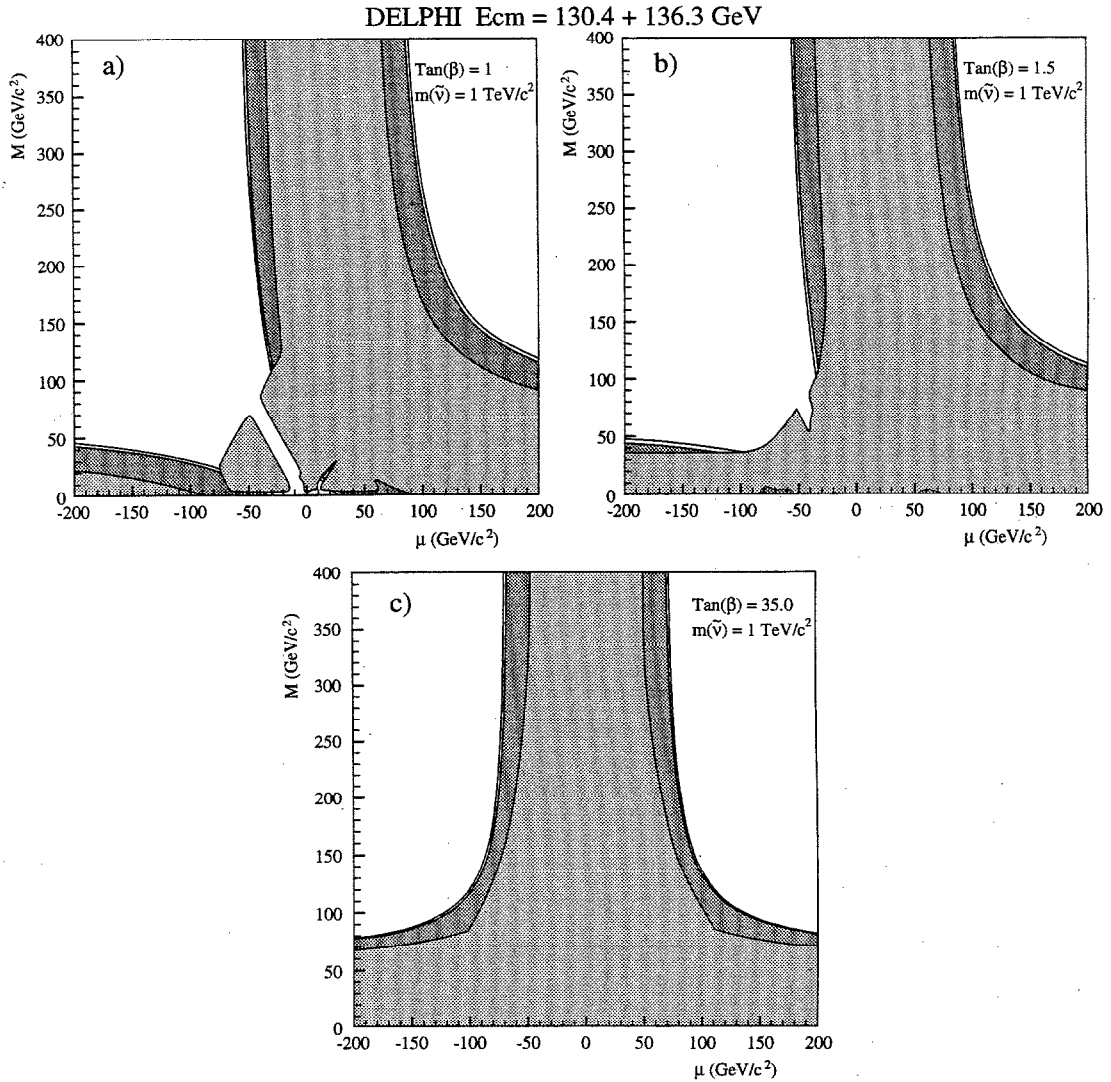 DELPHI Ecm = 130.4 + 136.3 GeV
a)
Tan(β) = 1
m(ν̃) = 1 TeV/c²
M (GeV/c²)
400
350
300
250
200
150
100
50
0
-200 -150 -100 -50 0 50 100 150 200
μ (GeV/c²)
b)
Tan(β) = 1.5
m(ν̃) = 1 TeV/c²
M (GeV/c²)
400
350
300
250
200
150
100
50
0
-200 -150 -100 -50 0 50 100 150 200
μ (GeV/c²)
c)
Tan(β) = 35.0
m(ν̃) = 1 TeV/c²
M (GeV/c²)
400
350
300
250
200
150
100
50
0
-200 -150 -100 -50 0 50 100 150 200
μ (GeV/c²)